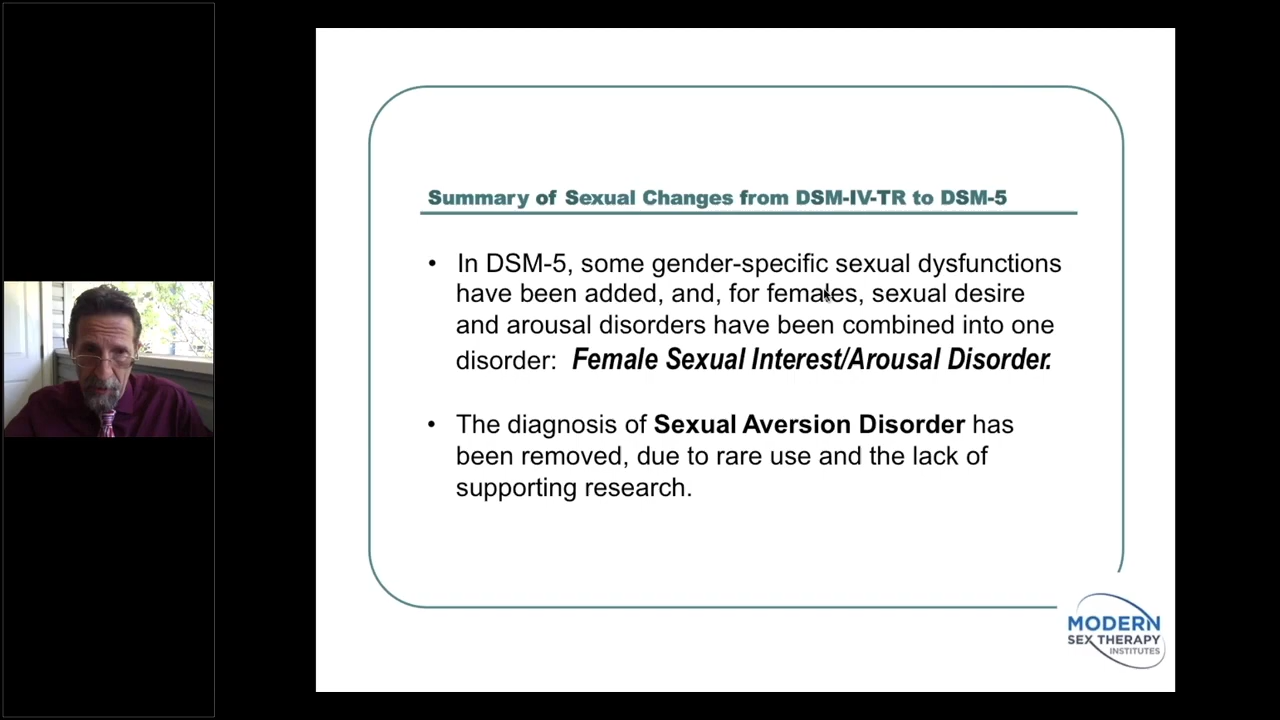 Summary of Sexual Changes from DSM-IV-TR to DSM-5
• In DSM-5, some gender-specific sexual dysfunctions
have been added, and, for females, sexual desire
and arousal disorders have been combined into one
disorder: Female Sexual Interest/Arousal Disorder.
• The diagnosis of Sexual Aversion Disorder has
been removed, due to rare use and the lack of
supporting research.
MODERN
SEX THERAPY
INSTITUTES